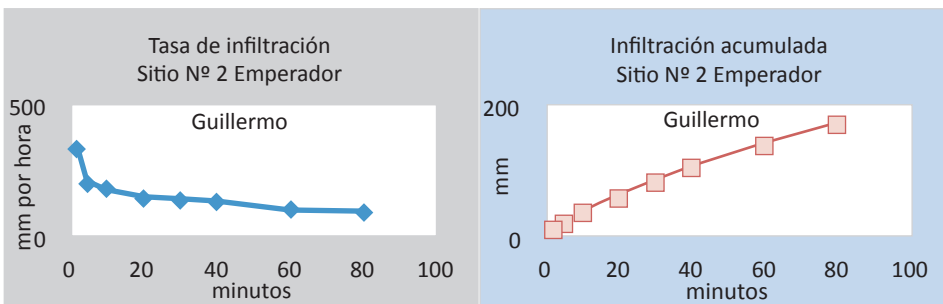 Tasa de infiltración
Sitio Nº 2 Emperador
500
Guillermo
mm por hora
0
0 20 40 60 80 100
minutos
Infiltración acumulada
Sitio Nº 2 Emperador
200
Guillermo
mm
0
0 20 40 60 80 100
minutos